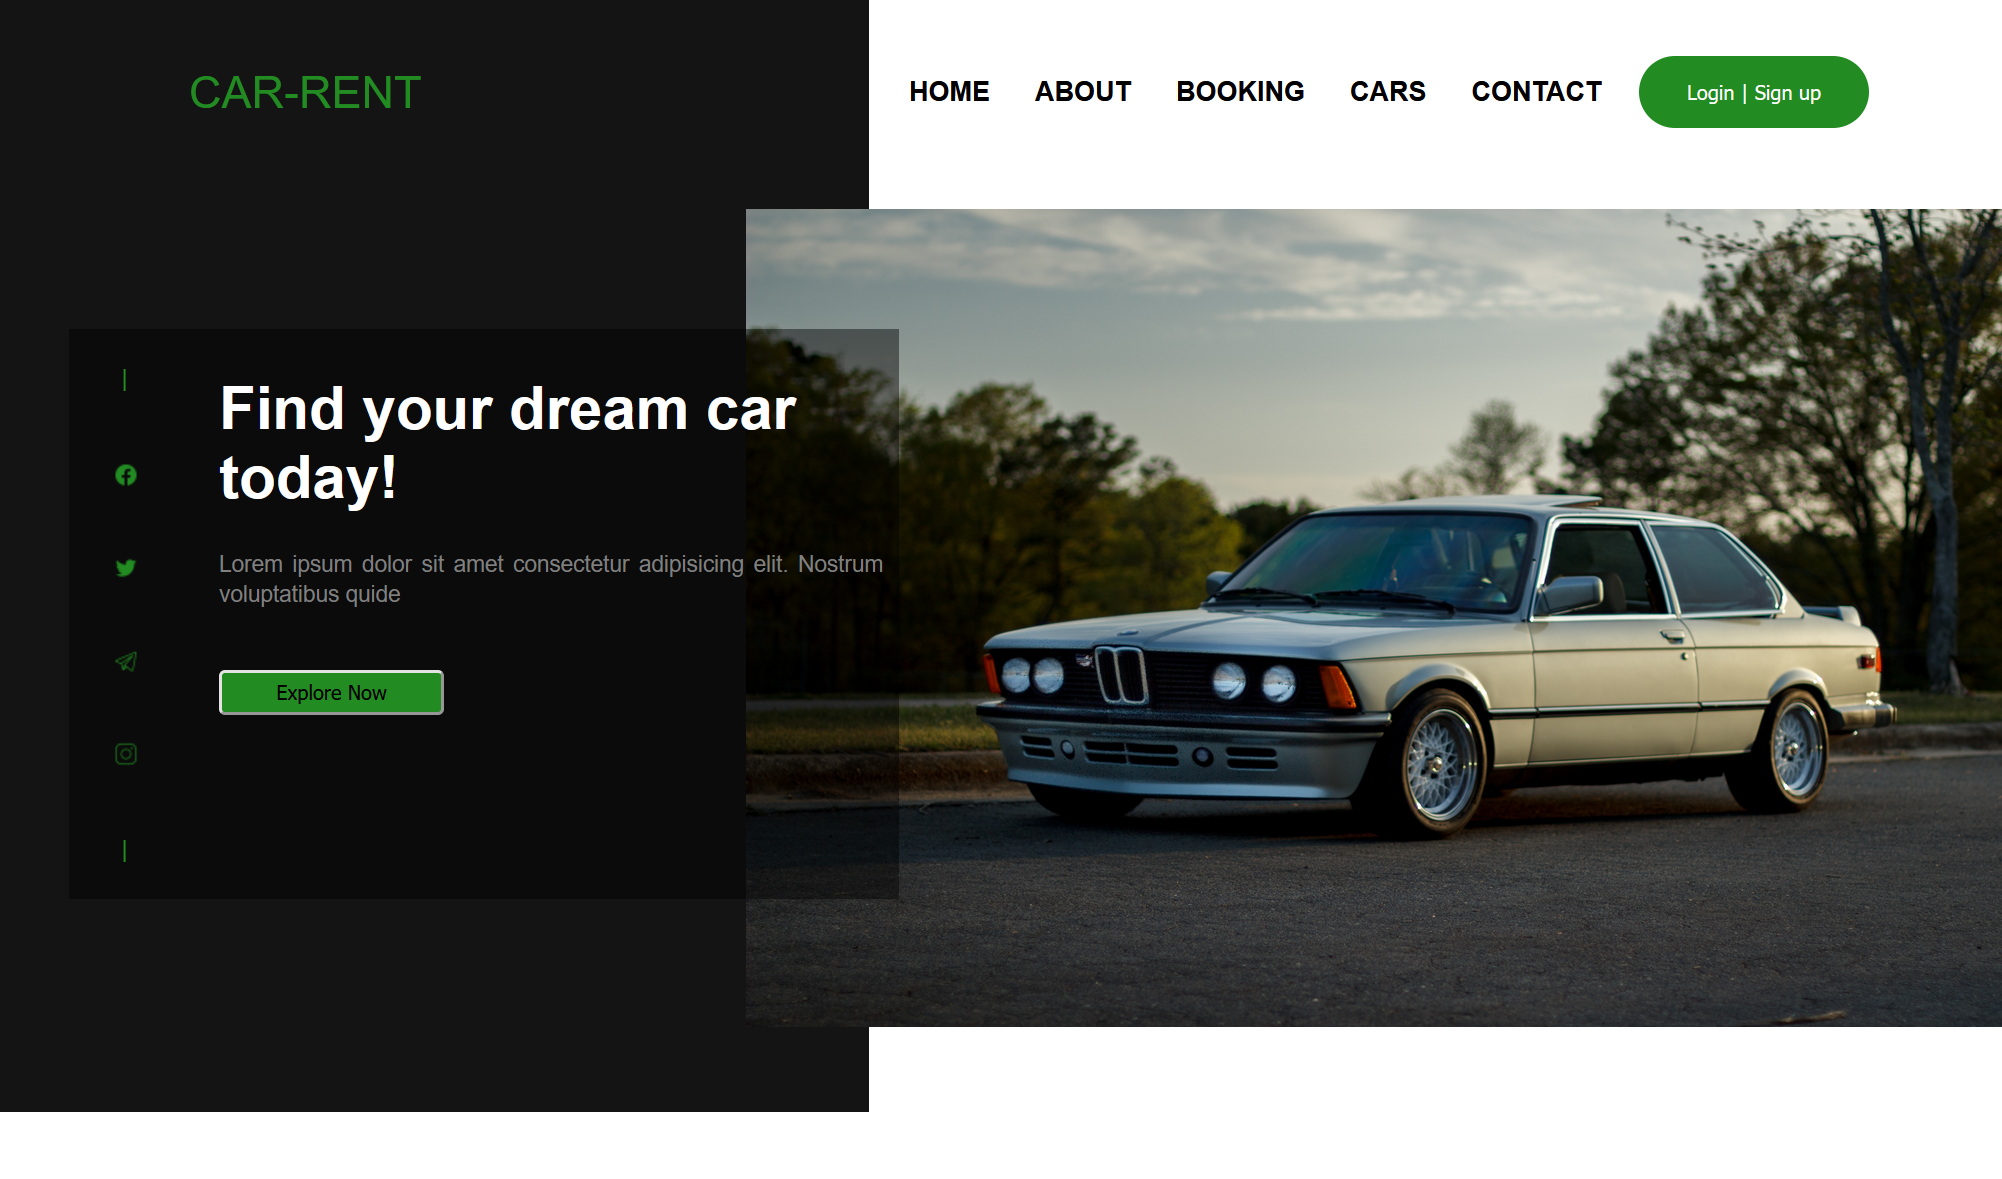 CAR-RENT
HOME ABOUT BOOKING CARS CONTACT Login | Sign up
|
Find your dream car
today!
Lorem ipsum dolor sit amet consectetur adipisicing elit. Nostrum
voluptatibus quide
Explore Now
|